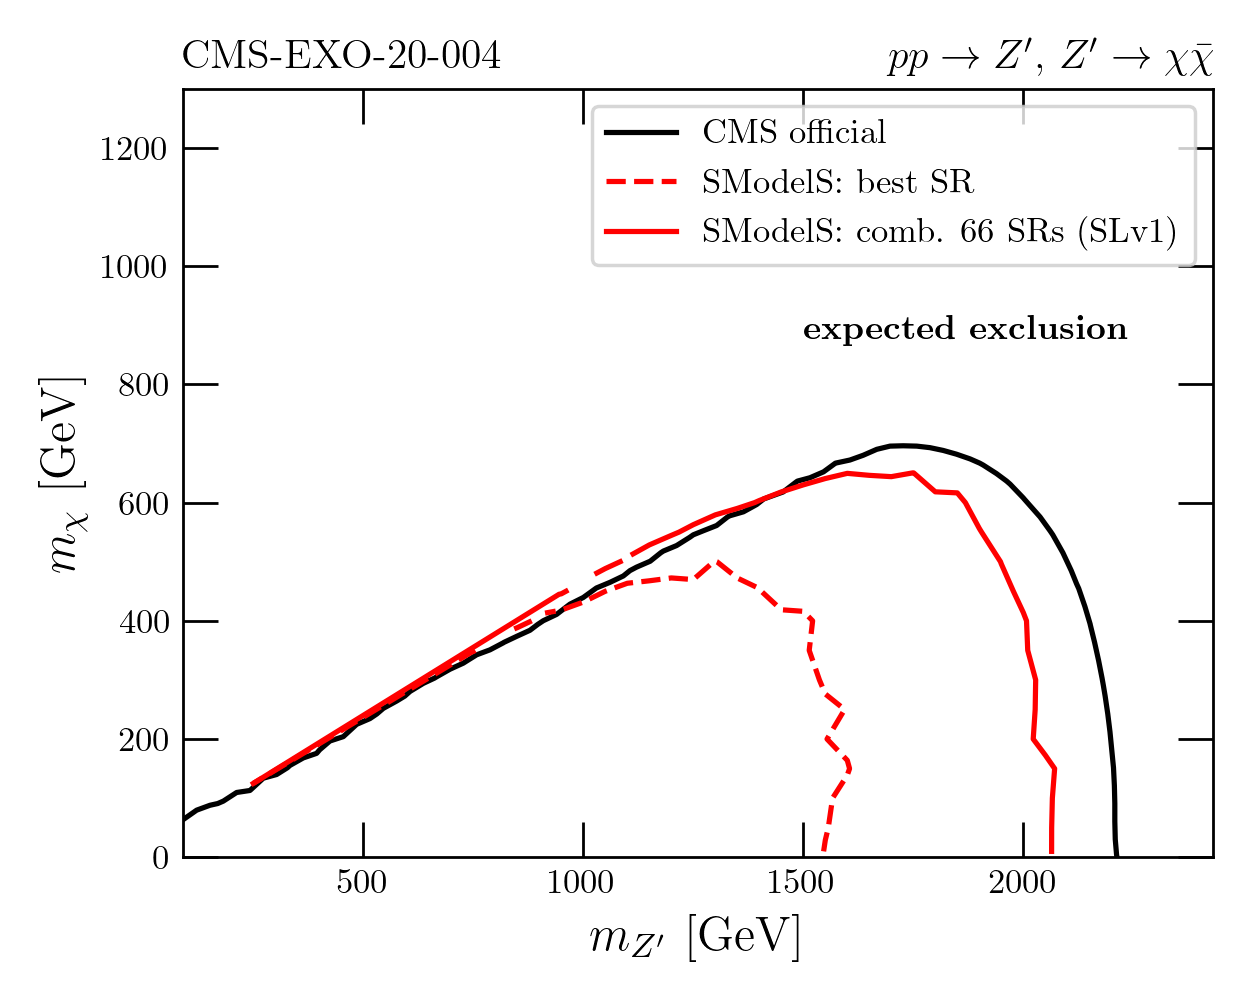 CMS-EXO-20-004
pp → Z′, Z′ → χχ̄
CMS official
SModelS: best SR
SModelS: comb. 66 SRs (SLv1)
expected exclusion
m_χ [GeV]
1200
1000
800
600
400
200
0
500 1000 1500 2000
m_Z′ [GeV]